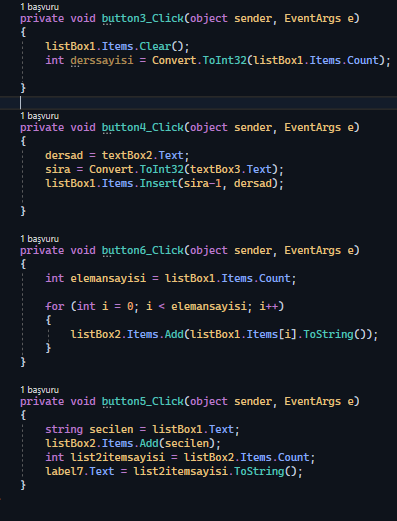 1 başvuru
private void button3_Click(object sender, EventArgs e)
{
listBox1.Items.Clear();
int derssayisi = Convert.ToInt32(listBox1.Items.Count);
}
1 başvuru
private void button4_Click(object sender, EventArgs e)
{
dersad = textBox2.Text;
sira = Convert.ToInt32(textBox3.Text);
listBox1.Items.Insert(sira-1, dersad);
}
1 başvuru
private void button6_Click(object sender, EventArgs e)
{
int elemansayisi = listBox1.Items.Count;
for (int i = 0; i < elemansayisi; i++)
{
listBox2.Items.Add(listBox1.Items[i].ToString());
}
}
1 başvuru
private void button5_Click(object sender, EventArgs e)
{
string secilen = listBox1.Text;
listBox2.Items.Add(secilen);
int list2itemsayisi = listBox2.Items.Count;
label7.Text = list2itemsayisi.ToString();
}